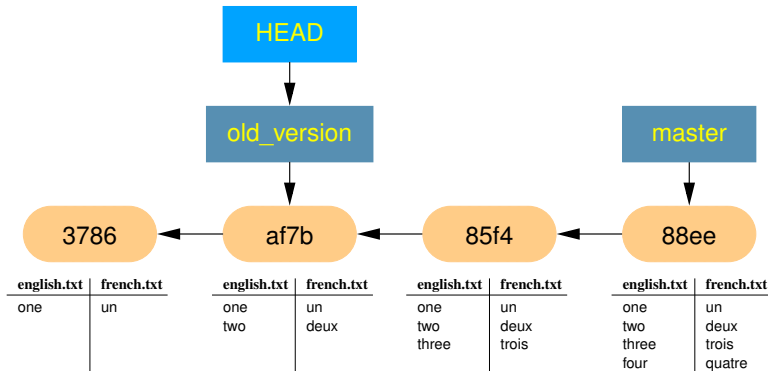 HEAD
old_version
master
3786
af7b
85f4
88ee
english.txt french.txt
one un
english.txt french.txt
one un
two deux
english.txt french.txt
one un
two deux
three trois
english.txt french.txt
one un
two deux
three trois
four quatre